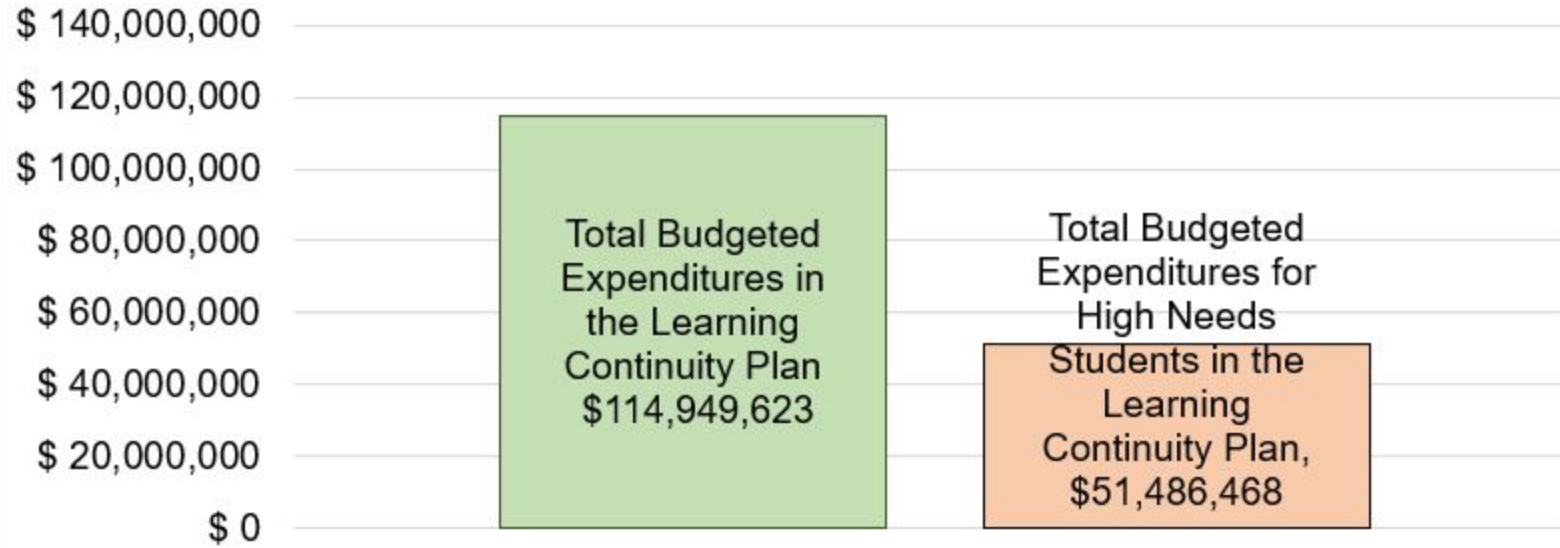 $ 140,000,000
$ 120,000,000
$ 100,000,000
$ 80,000,000
$ 60,000,000
$ 40,000,000
$ 20,000,000
$ 0
Total Budgeted
Expenditures in
the Learning
Continuity Plan
$114,949,623
Total Budgeted
Expenditures for
High Needs
Students in the
Learning
Continuity Plan,
$51,486,468